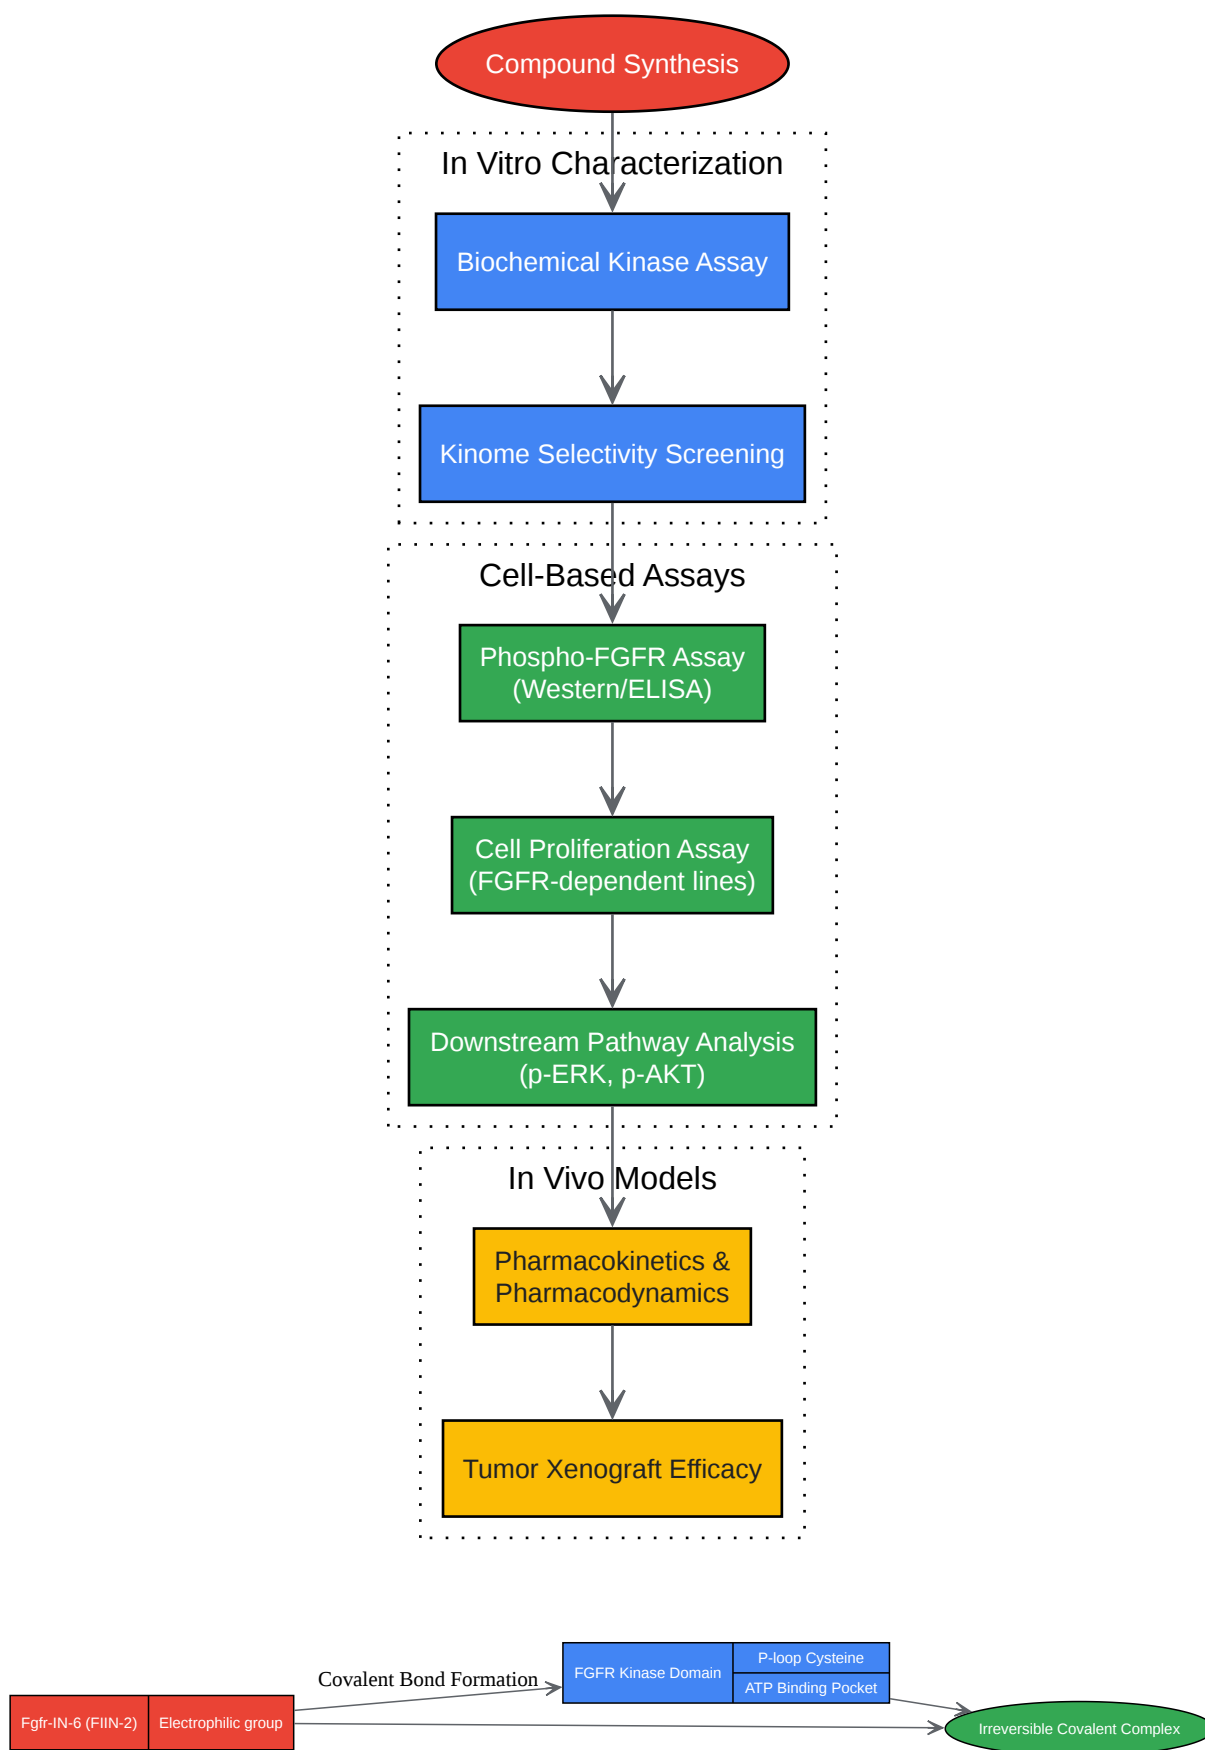 Compound Synthesis
In Vitro Characterization
Biochemical Kinase Assay
Kinome Selectivity Screening
Cell-Based Assays
Phospho-FGFR Assay
(Western/ELISA)
Cell Proliferation Assay
(FGFR-dependent lines)
Downstream Pathway Analysis
(p-ERK, p-AKT)
In Vivo Models
Pharmacokinetics &
Pharmacodynamics
Tumor Xenograft Efficacy
Fgfr-IN-6 (FIIN-2)
Electrophilic group
Covalent Bond Formation
FGFR Kinase Domain
P-loop Cysteine
ATP Binding Pocket
Irreversible Covalent Complex